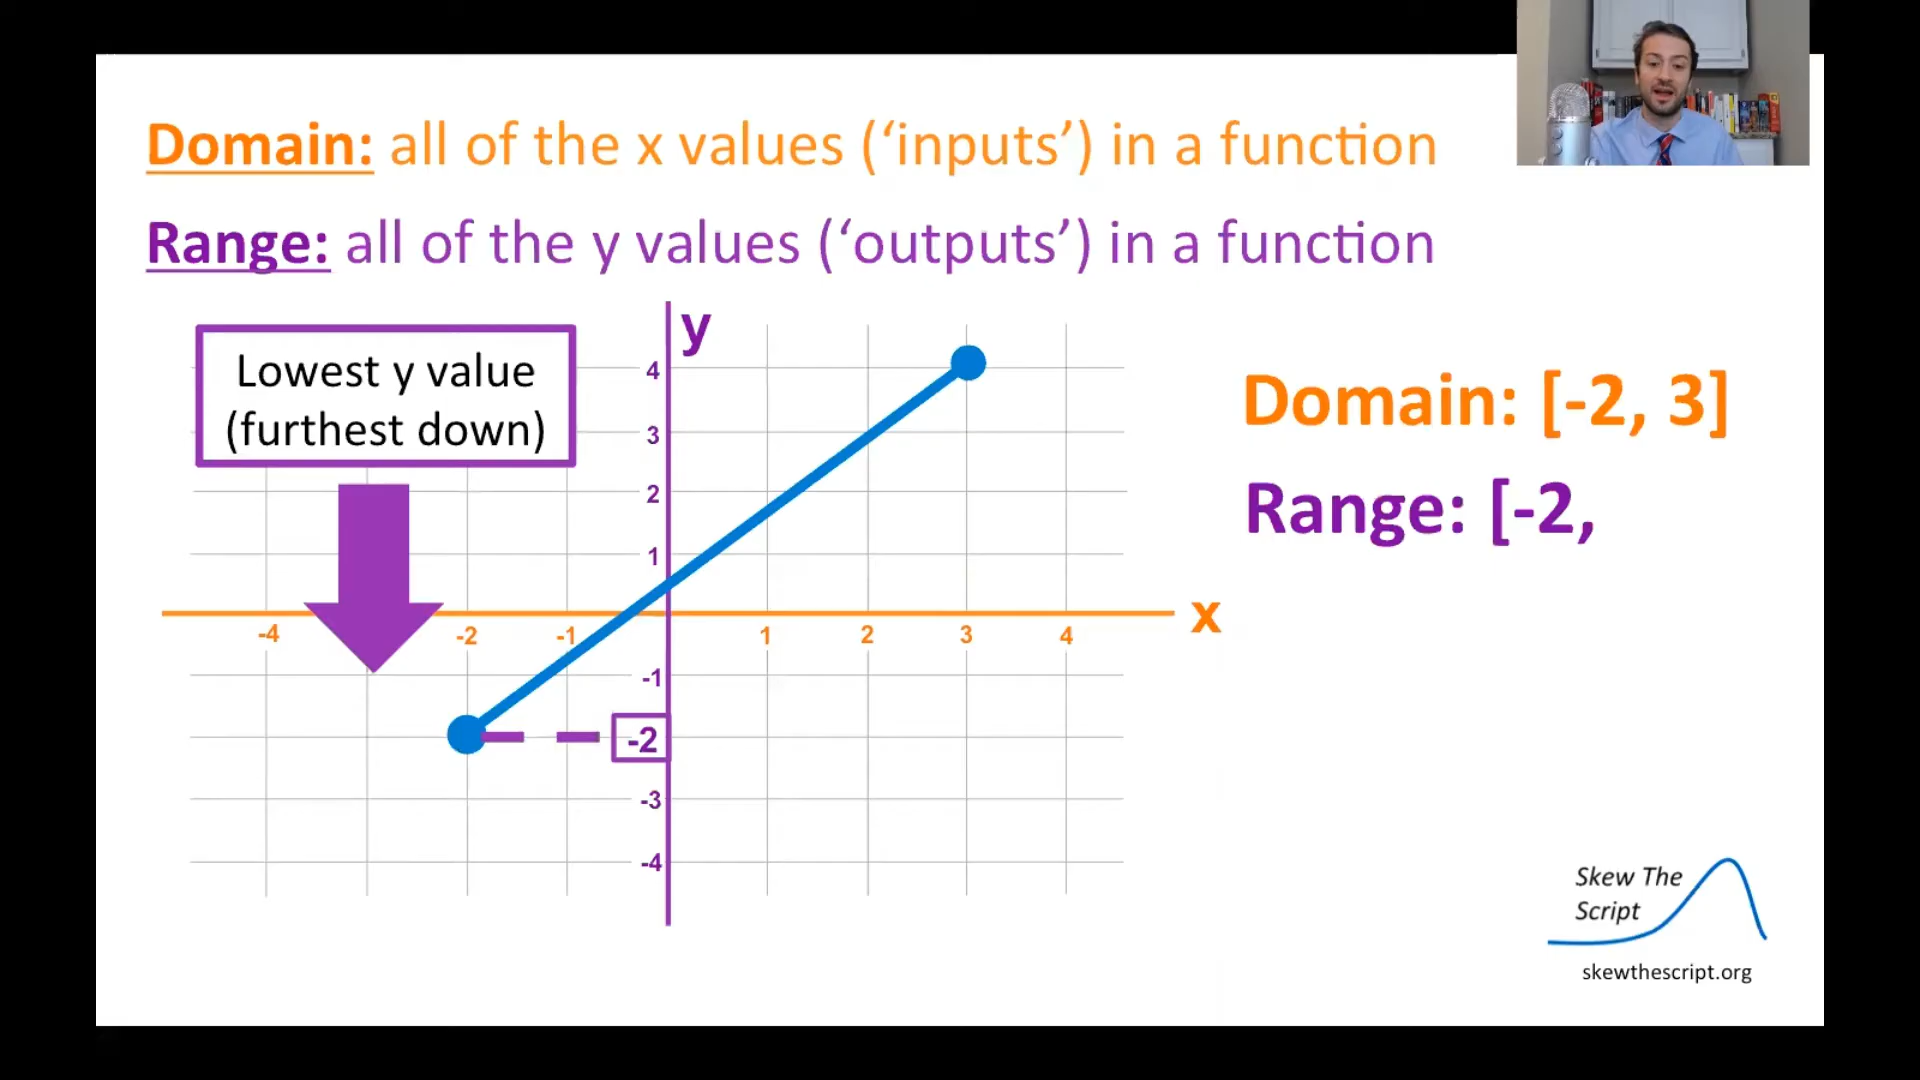 Domain: all of the x values (‘inputs’) in a function
Range: all of the y values (‘outputs’) in a function
Lowest y value
(furthest down)
y
4
3
2
1
-4
-2
-1
1
2
3
4
x
-1
-2
-3
-4
Domain: [-2, 3]
Range: [-2,
Skew The
Script
skewthescript.org